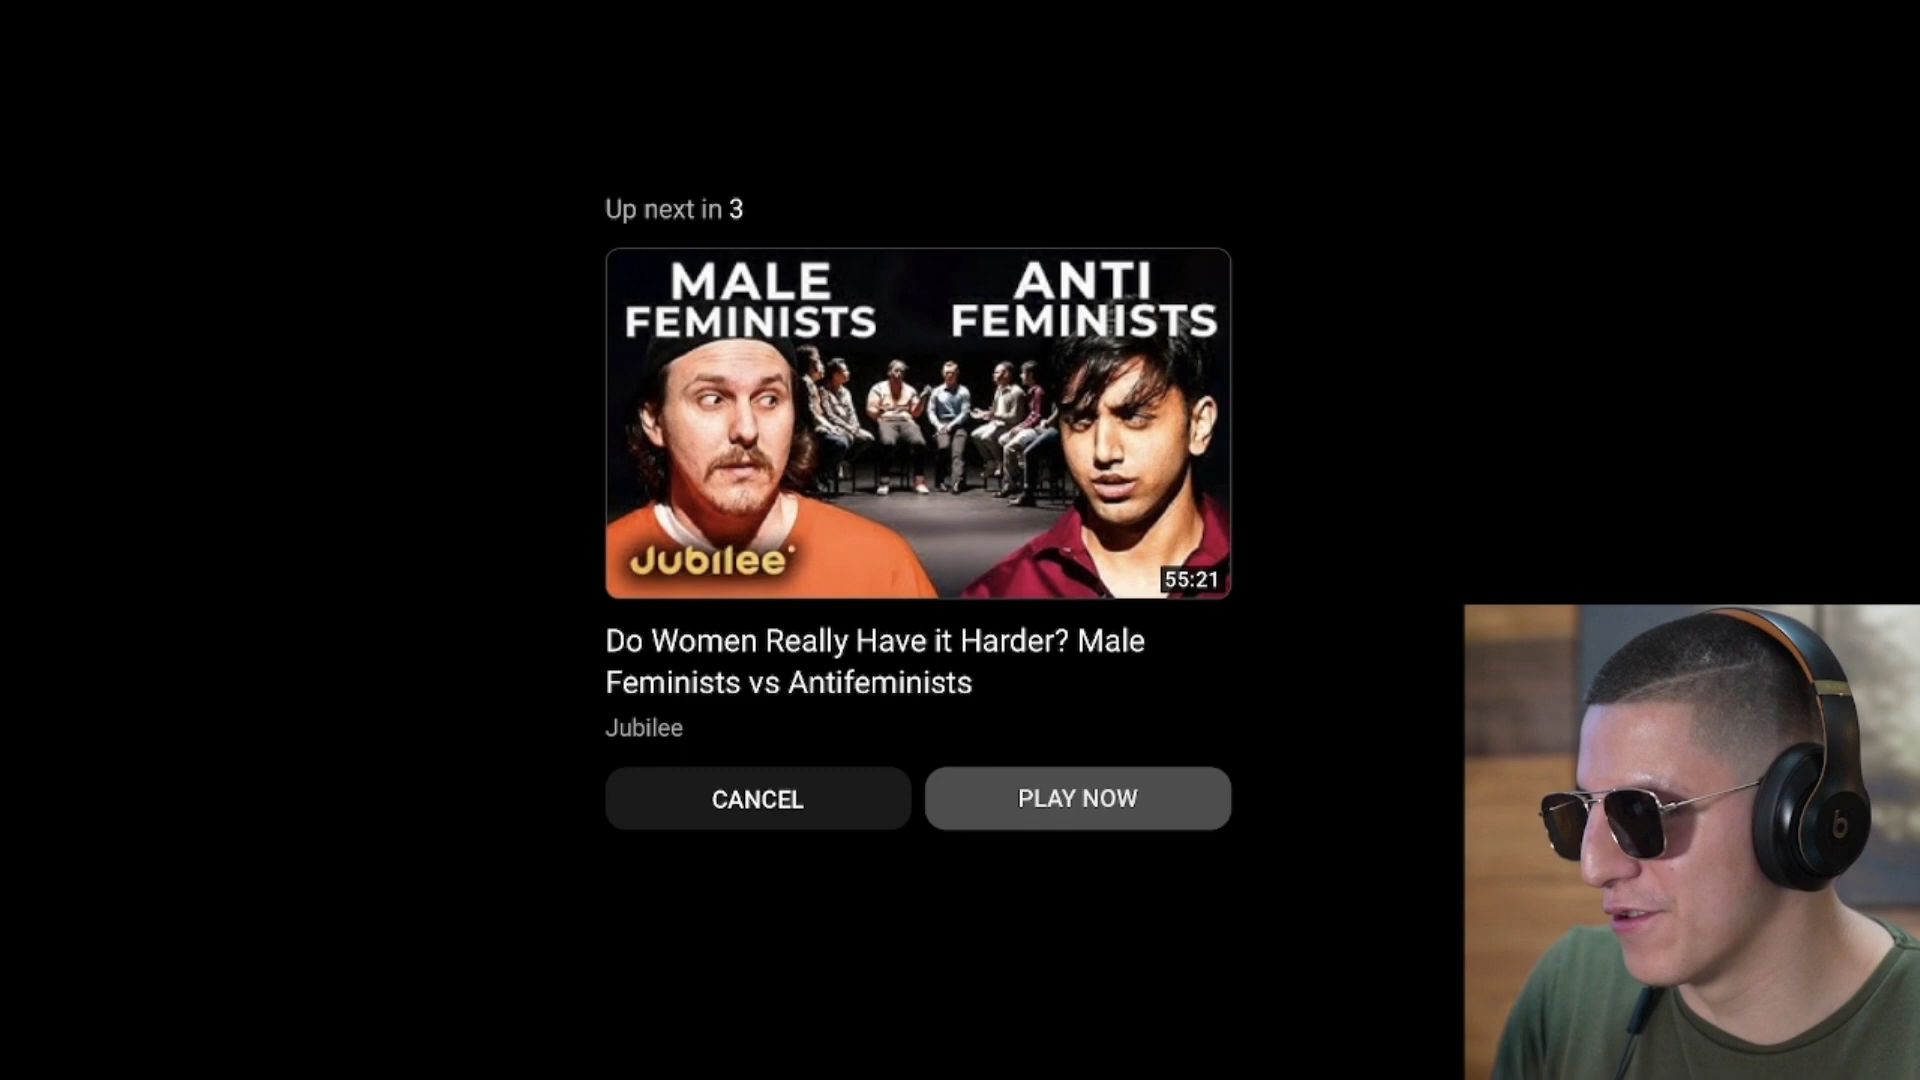 Up next in 3
MALE
FEMINISTS
ANTI
FEMINISTS
Jubilee
55:21
Do Women Really Have it Harder? Male
Feminists vs Antifeminists
Jubilee
CANCEL
PLAY NOW
b